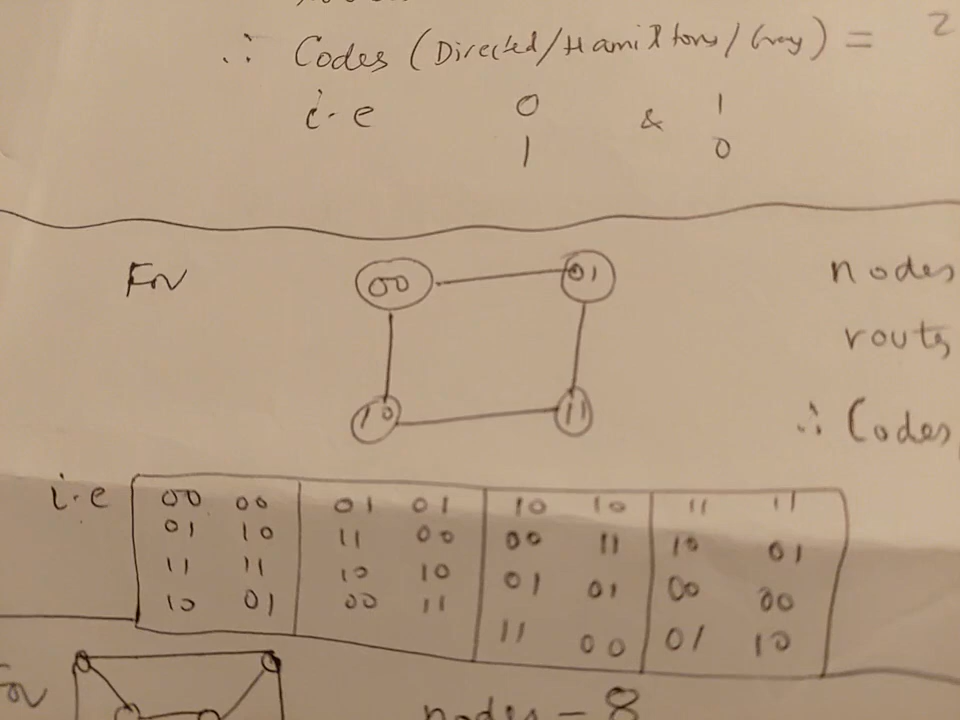 ∴ Codes (Directed/Hamiltons/Gray) = 2
i.e 0 & 1
1 0
For 00 01 nodes
routs
10 11 ∴ Codes
i.e 00 00 01 01 10 10 11 11
01 10 11 00 00 11 10 01
11 11 10 10 01 01 00 00
10 01 00 11 11 00 01 10
For nodes - 8